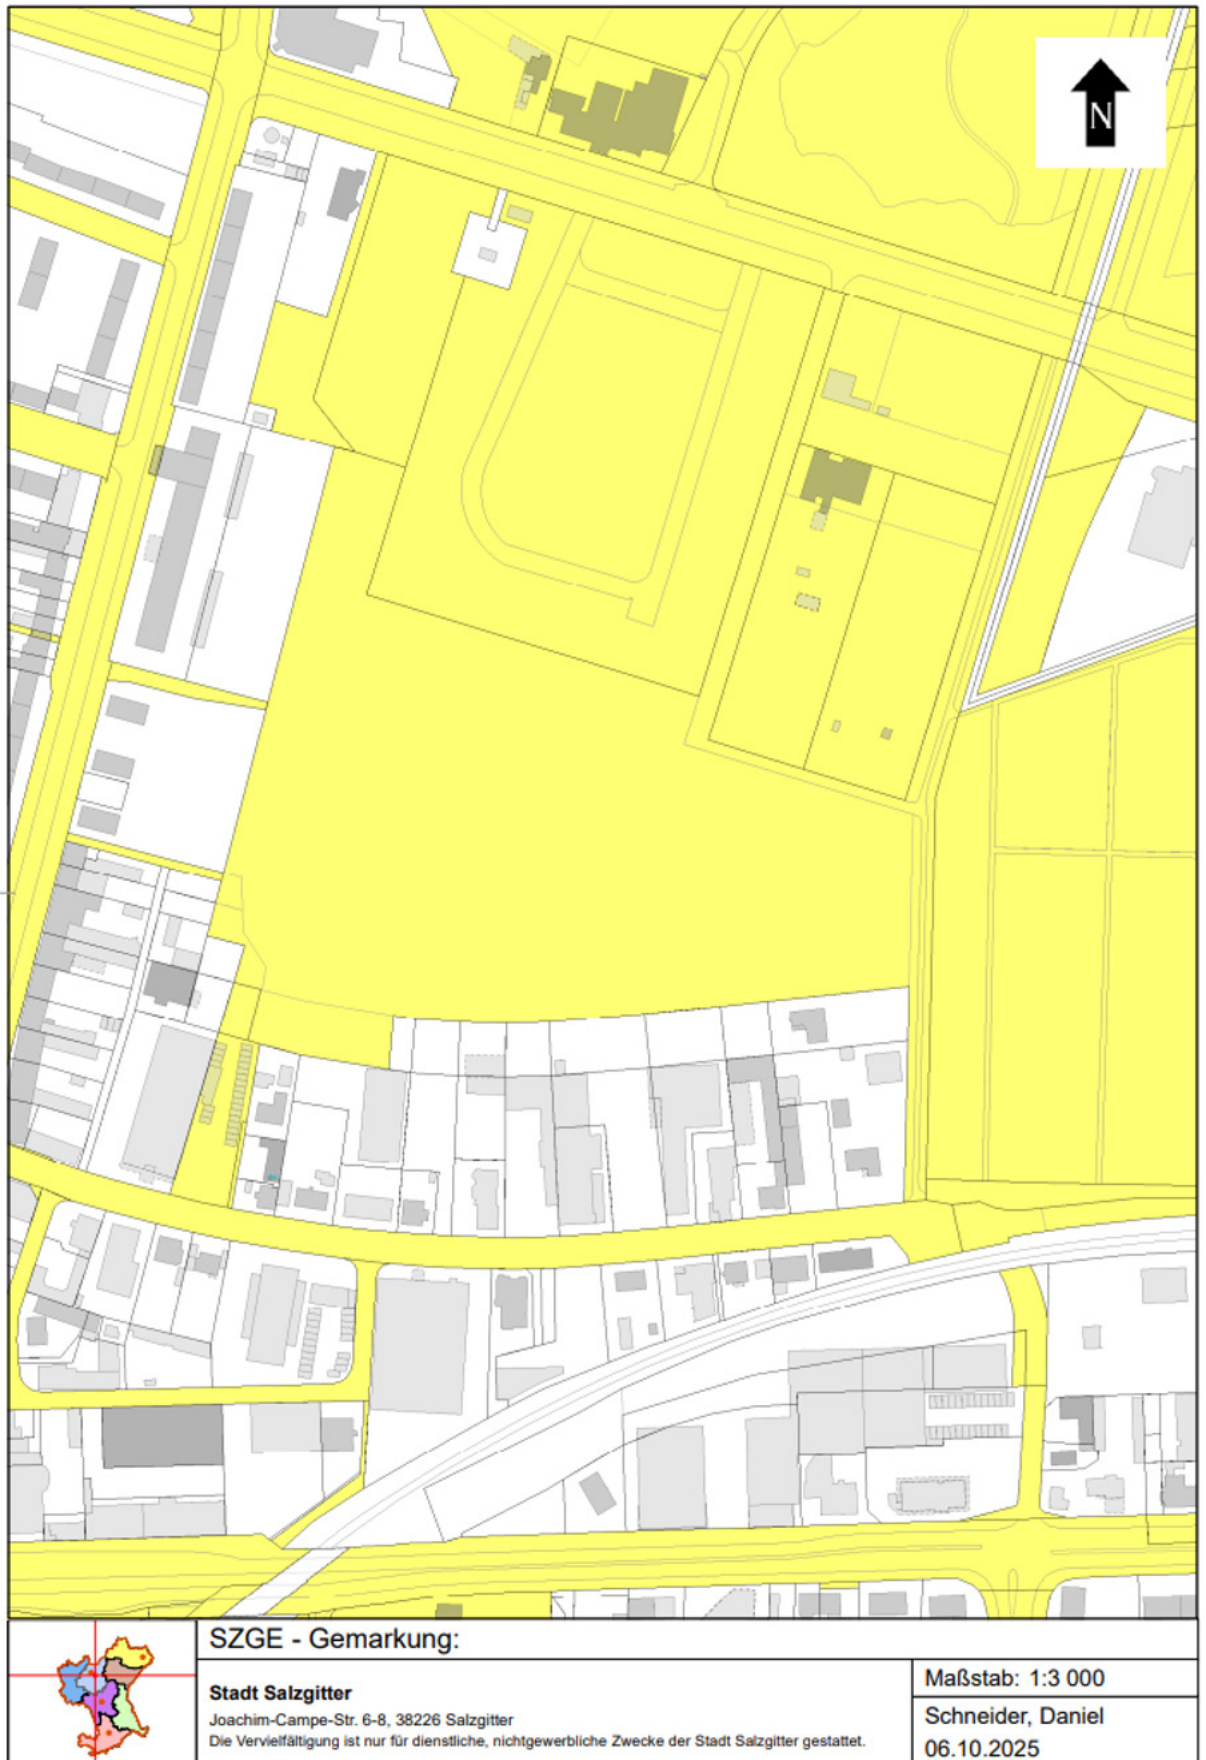 N
SZGE - Gemarkung:
Stadt Salzgitter
Joachim-Campe-Str. 6-8, 38226 Salzgitter
Die Vervielfältigung ist nur für dienstliche, nichtgewerbliche Zwecke der Stadt Salzgitter gestattet.
Maßstab: 1:3 000
Schneider, Daniel
06.10.2025